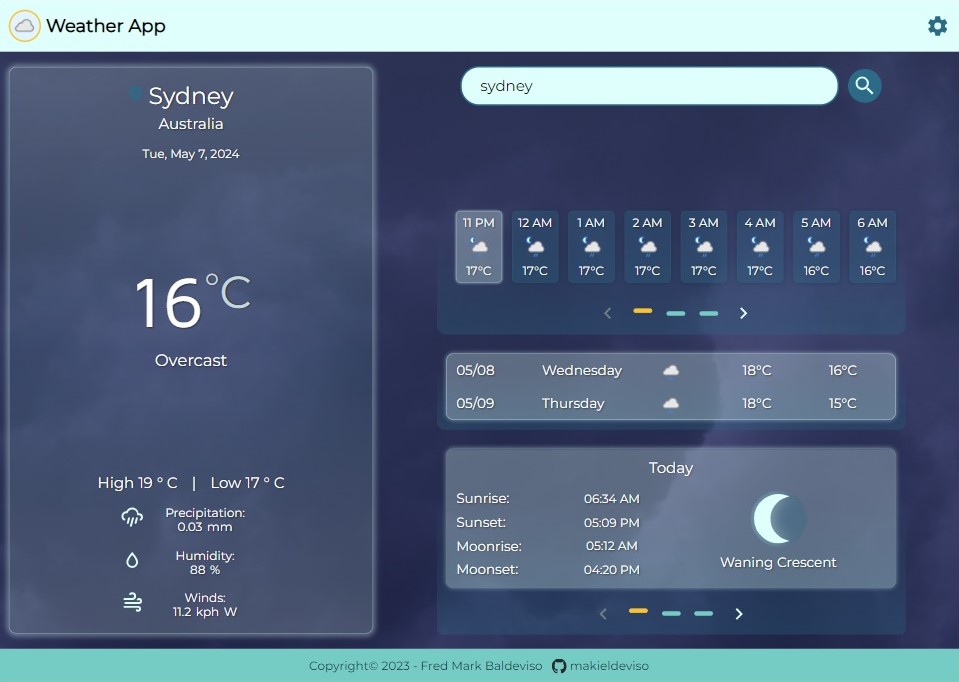 Weather App
Sydney
Australia
Tue, May 7, 2024
16°C
Overcast
High 19 ° C | Low 17 ° C
Precipitation:
0.03 mm
Humidity:
88 %
Winds:
11.2 kph W
sydney
11 PM 12 AM 1 AM 2 AM 3 AM 4 AM 5 AM 6 AM
17°C 17°C 17°C 17°C 17°C 17°C 16°C 16°C
05/08 Wednesday 18°C 16°C
05/09 Thursday 18°C 15°C
Today
Sunrise: 06:34 AM
Sunset: 05:09 PM
Moonrise: 05:12 AM
Moonset: 04:20 PM
Waning Crescent
Copyright© 2023 - Fred Mark Baldeviso makieldeviso